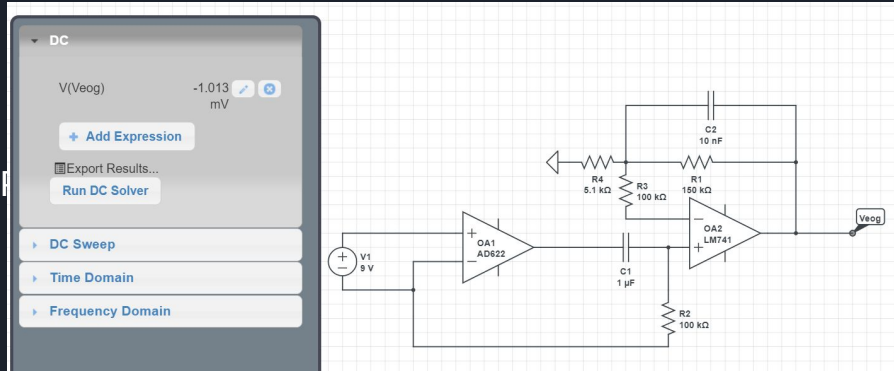 DC
V(Veog) -1.013
mV
+ Add Expression
Export Results...
Run DC Solver
DC Sweep
Time Domain
Frequency Domain
C2
10 nF
R4
5.1 kΩ
R3
100 kΩ
R1
150 kΩ
OA2
LM741
Veog
OA1
AD622
V1
9 V
C1
1 µF
R2
100 kΩ